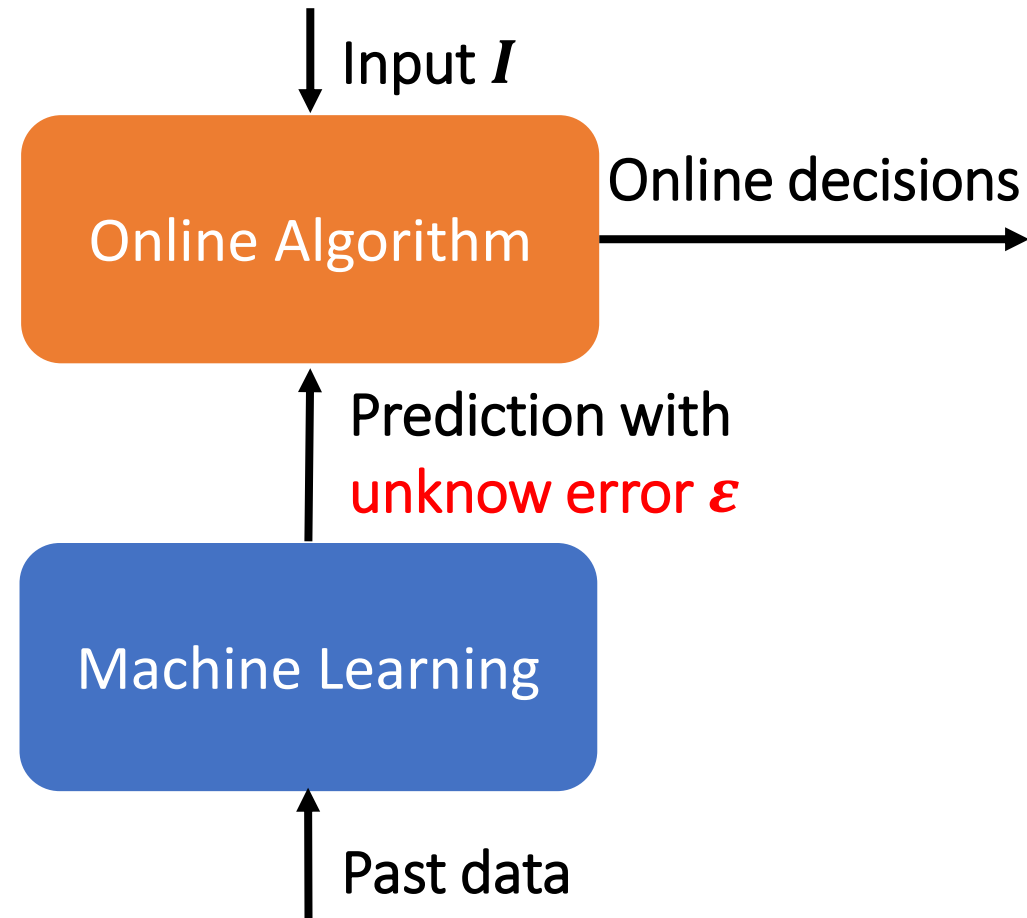 Input I
Online decisions
Online Algorithm
Prediction with
unknow error ε
Machine Learning
Past data